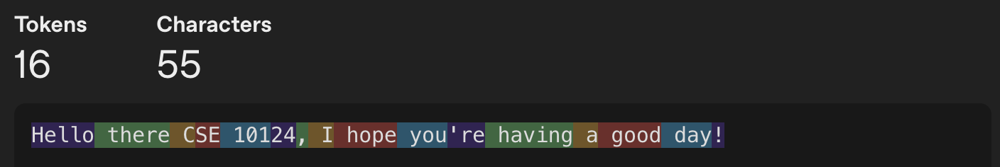 Tokens Characters
16 55
Hello there CSE 10124, I hope you're having a good day!